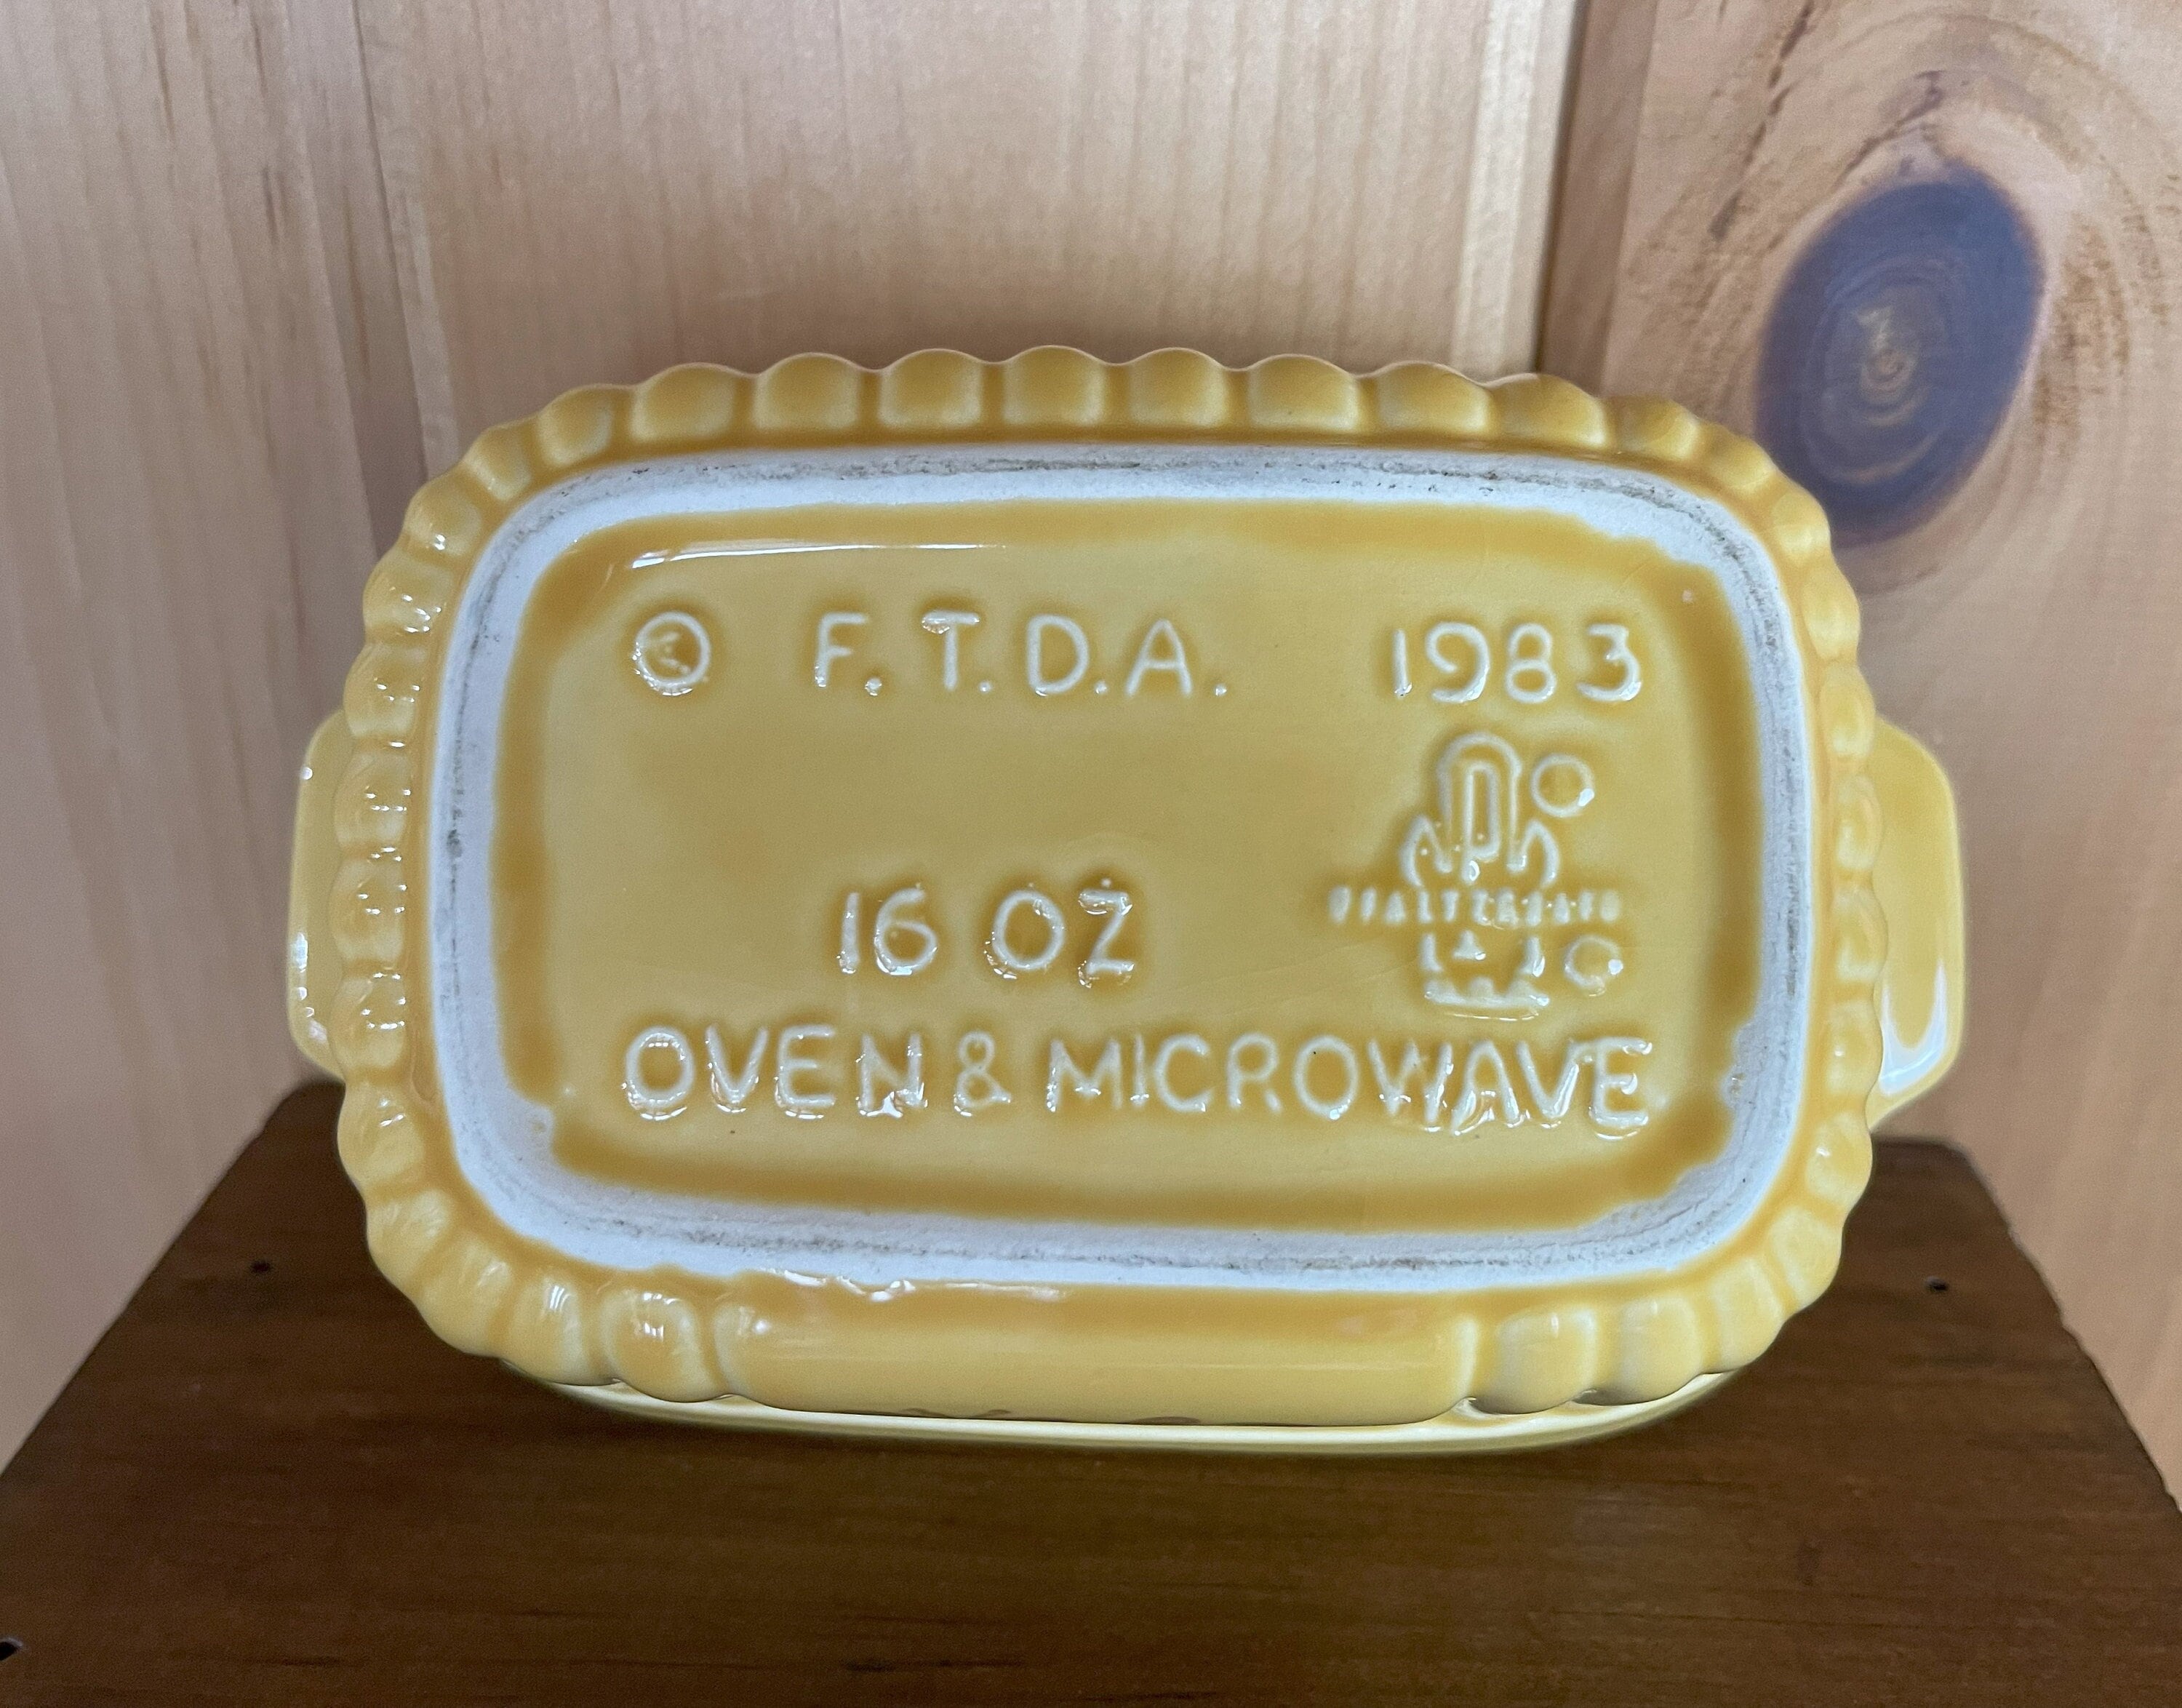 © F.T.D.A. 1983
16 OZ
OVEN & MICROWAVE